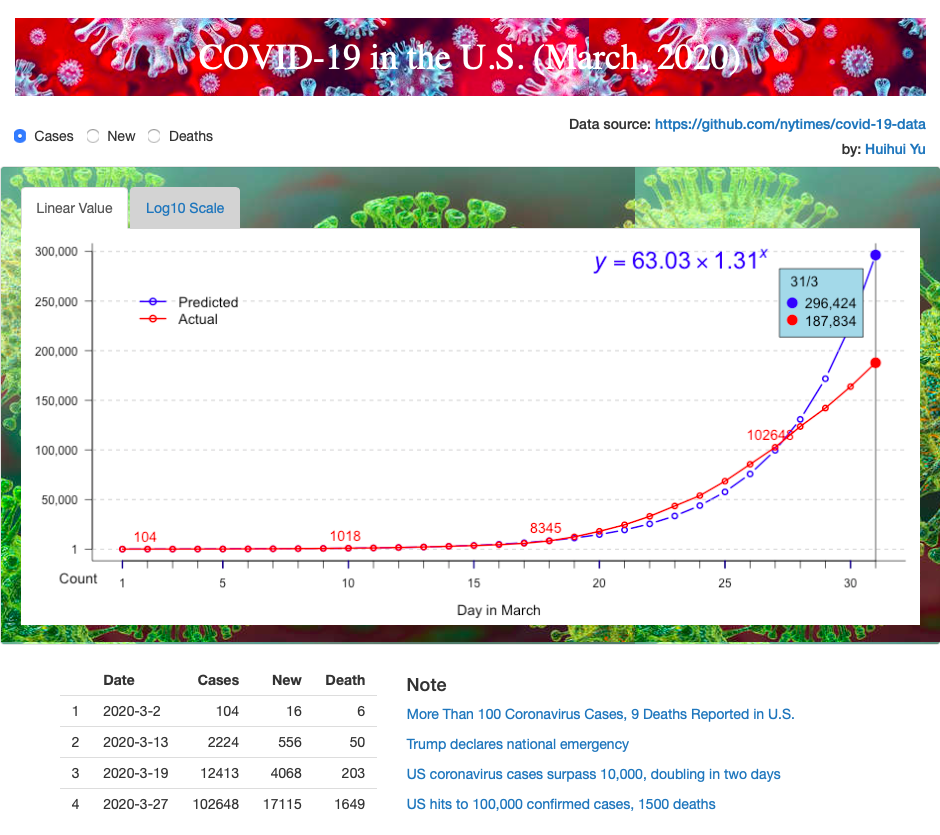 COVID-19 in the U.S. (March, 2020)
Cases New Deaths
Data source: https://github.com/nytimes/covid-19-data
by: Huihui Yu
Linear Value Log10 Scale
300,000
y = 63.03 × 1.31^x
31/3
250,000
Predicted
296,424
Actual
187,834
200,000
150,000
102648
100,000
50,000
104 1018 8345
1
Count 1 5 10 15 20 25 30
Day in March
Date Cases New Death
1 2020-3-2 104 16 6
2 2020-3-13 2224 556 50
3 2020-3-19 12413 4068 203
4 2020-3-27 102648 17115 1649
Note
More Than 100 Coronavirus Cases, 9 Deaths Reported in U.S.
Trump declares national emergency
US coronavirus cases surpass 10,000, doubling in two days
US hits to 100,000 confirmed cases, 1500 deaths